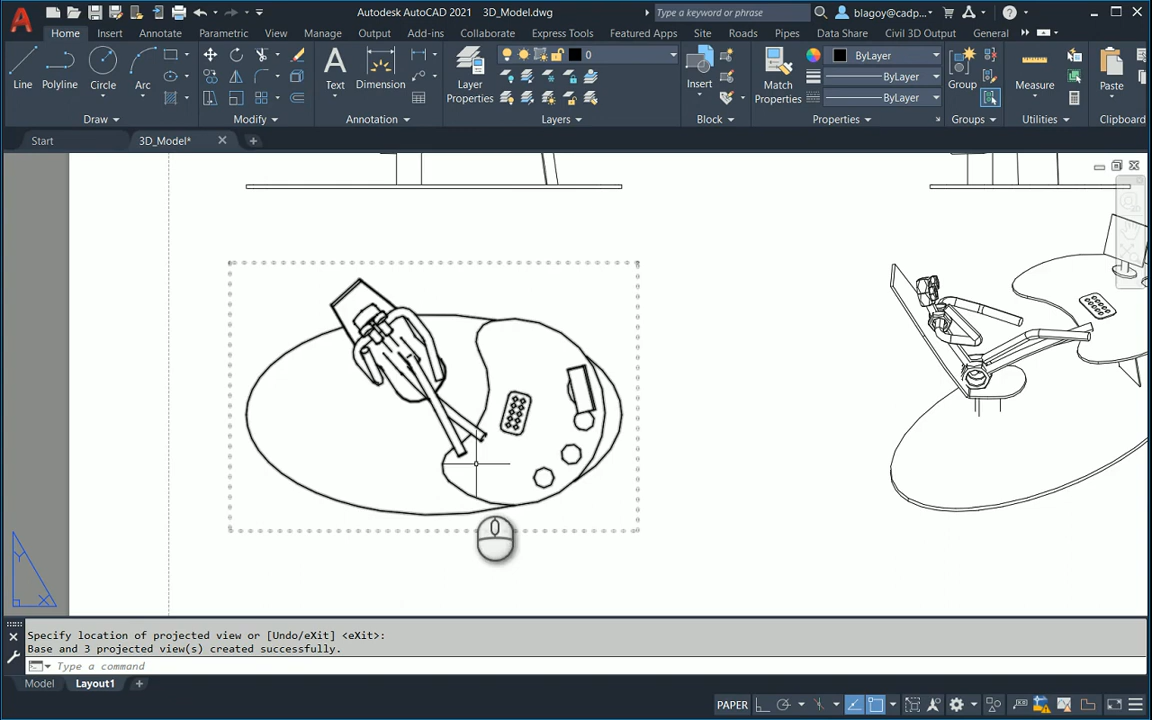 Autodesk AutoCAD 2021 3D_Model.dwg
Type a keyword or phrase
blagoy@cadp...
Home Insert Annotate Parametric View Manage Output Add-ins Collaborate Express Tools Featured Apps Site Roads Pipes Data Share Civil 3D Output General
0
ByLayer
ByLayer
ByLayer
Line Polyline Circle Arc
Text Dimension
Layer Properties
Insert
Match Properties
Group
Measure
Paste
Draw Modify Annotation Layers Block Properties Groups Utilities Clipboard
Start 3D_Model*
Y
X
Specify location of projected view or [Undo/eXit] <eXit>:
Base and 3 projected view(s) created successfully.
Type a command
Model Layout1
PAPER